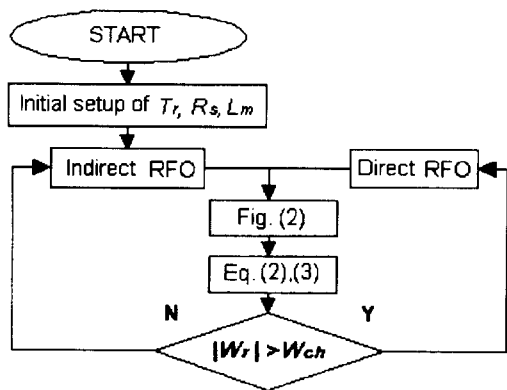 START
Initial setup of Tr, Rs, Lm
Indirect RFO
Direct RFO
Fig. (2)
Eq. (2),(3)
N
Y
|Wr| > Wch